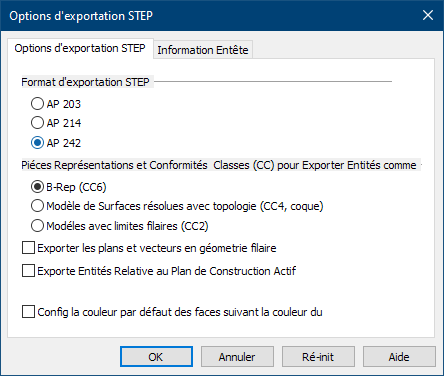 Options d'exportation STEP
Options d'exportation STEP
Information Entête
Format d'exportation STEP
AP 203
AP 214
AP 242
Piéces Représentations et Conformités Classes (CC) pour Exporter Entités comme
B-Rep (CC6)
Modèle de Surfaces résolues avec topologie (CC4, coque)
Modéles avec limites filaires (CC2)
Exporter les plans et vecteurs en géometrie filaire
Exporte Entités Relative au Plan de Construction Actif
Config la couleur par défaut des faces suivant la couleur du
OK
Annuler
Ré-init
Aide